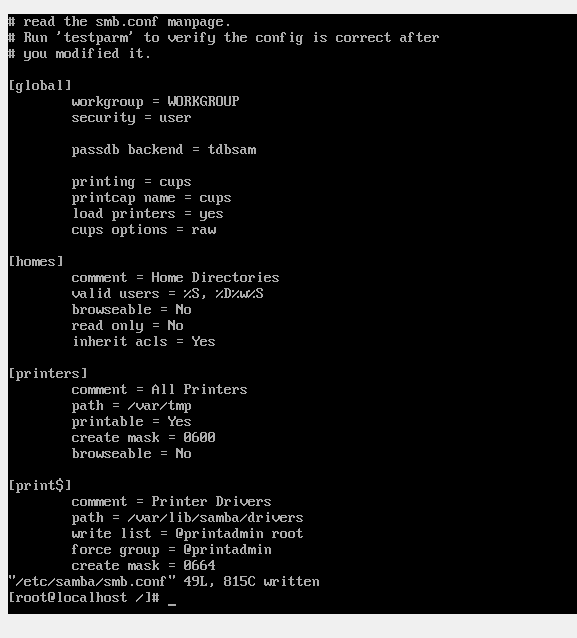 # read the smb.conf manpage.
# Run 'testparm' to verify the config is correct after
# you modified it.
[global]
workgroup = WORKGROUP
security = user
passdb backend = tdbsam
printing = cups
printcap name = cups
load printers = yes
cups options = raw
[homes]
comment = Home Directories
valid users = %S, %D%w%S
browseable = No
read only = No
inherit acls = Yes
[printers]
comment = All Printers
path = /var/tmp
printable = Yes
create mask = 0600
browseable = No
[print$]
comment = Printer Drivers
path = /var/lib/samba/drivers
write list = @printadmin root
force group = @printadmin
create mask = 0664
"/etc/samba/smb.conf" 49L, 815C written
[root@localhost /]# _